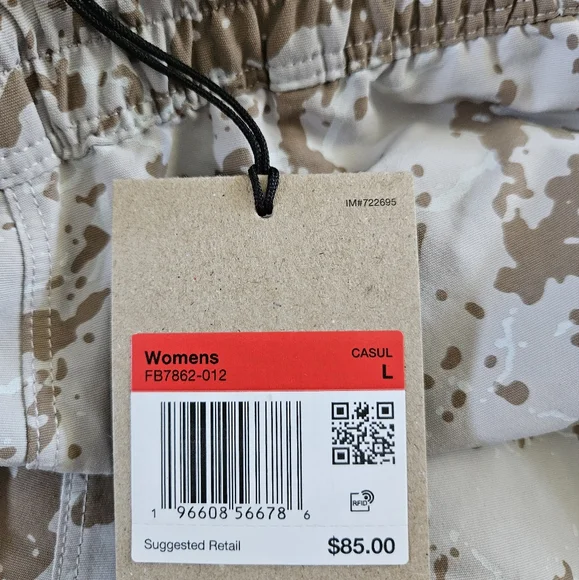 IM#722695
Womens CASUL
FB7862-012 L
RFID
1 96608 56678 6
Suggested Retail $85.00